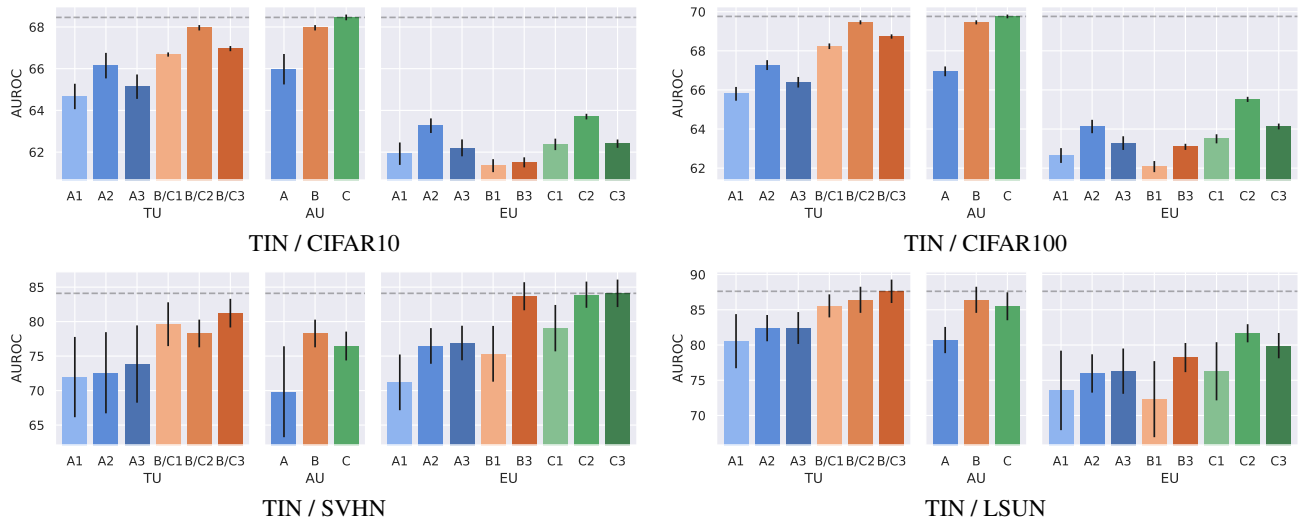 AUROC
68
66
64
62
A1 A2 A3 B/C1 B/C2 B/C3
TU
A B C
AU
A1 A2 A3 B1 B3 C1 C2 C3
EU
TIN / CIFAR10
AUROC
70
68
66
64
62
A1 A2 A3 B/C1 B/C2 B/C3
TU
A B C
AU
A1 A2 A3 B1 B3 C1 C2 C3
EU
TIN / CIFAR100
AUROC
85
80
75
70
65
A1 A2 A3 B/C1 B/C2 B/C3
TU
A B C
AU
A1 A2 A3 B1 B3 C1 C2 C3
EU
TIN / SVHN
AUROC
90
85
80
75
70
A1 A2 A3 B/C1 B/C2 B/C3
TU
A B C
AU
A1 A2 A3 B1 B3 C1 C2 C3
EU
TIN / LSUN